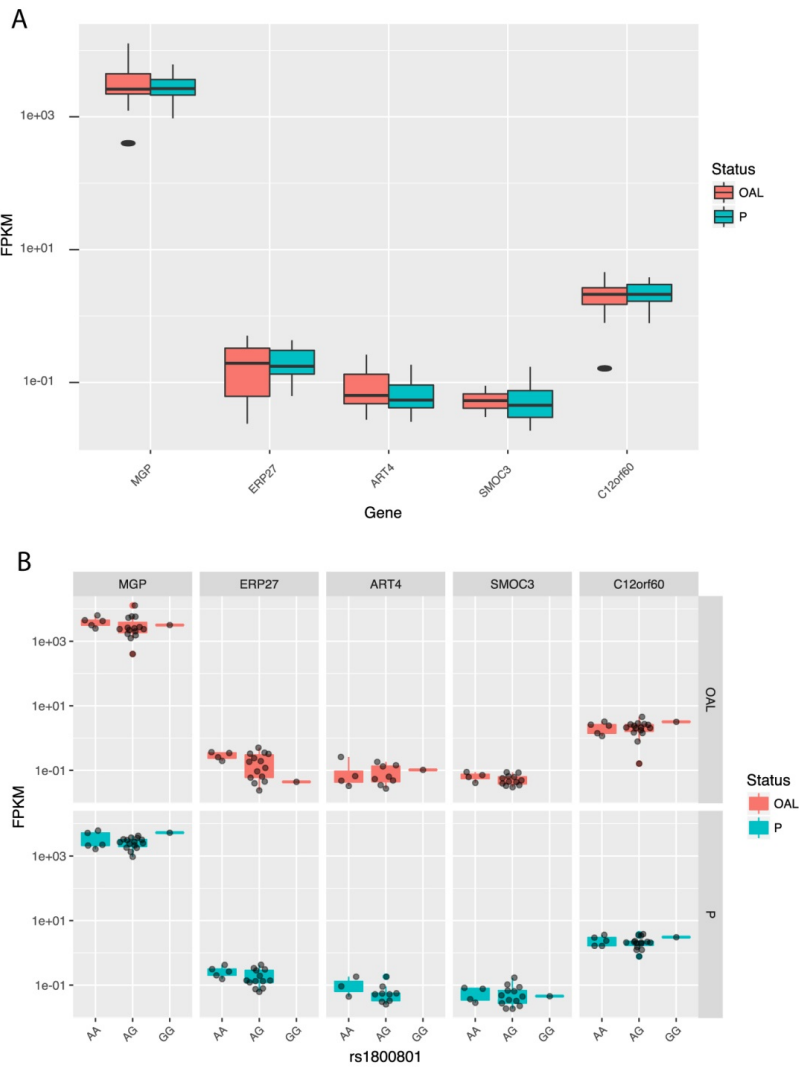 A
FPKM
1e+03
1e+01
1e-01
MGP
ERP27
ART4
SMOC3
C12orf60
Gene
Status
OAL
P
B
MGP ERP27 ART4 SMOC3 C12orf60
FPKM
1e+03
1e+01
1e-01
OAL
1e+03
1e+01
1e-01
P
AA AG GG AA AG GG AA AG GG AA AG GG AA AG GG
rs1800801
Status
OAL
P